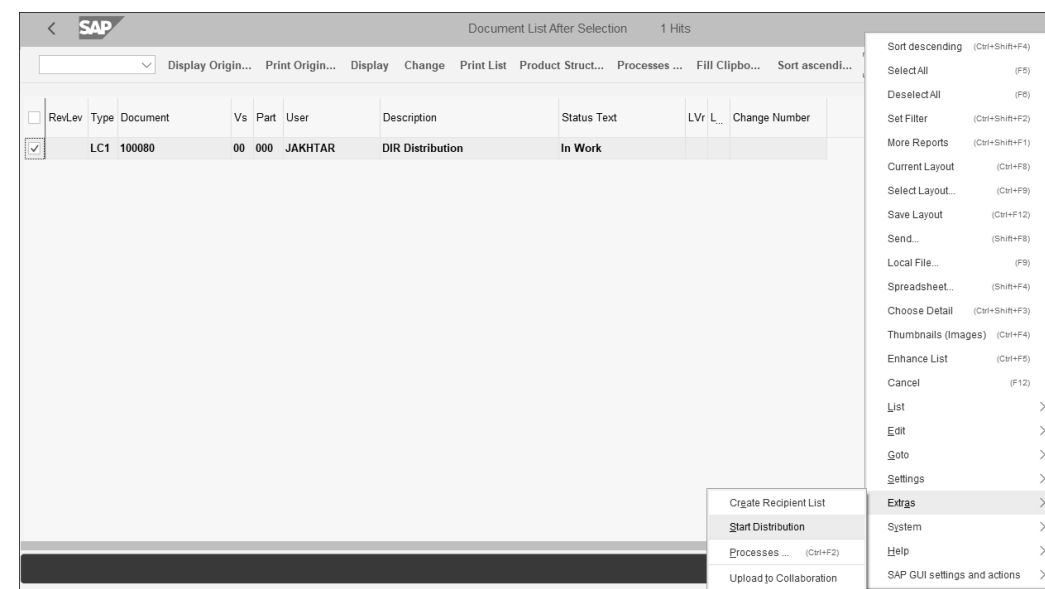 SAP Document List After Selection 1 Hits
Display Origin... Print Origin... Display Change Print List Product Struct... Processes ... Fill Clipbo... Sort ascendi...
RevLev Type Document Vs Part User Description Status Text LVr L... Change Number
LC1 100080 00 000 JAKHTAR DIR Distribution In Work
Sort descending (Ctrl+Shift+F4)
Select All (F5)
Deselect All (F6)
Set Filter (Ctrl+Shift+F2)
More Reports (Ctrl+Shift+F1)
Current Layout (Ctrl+F8)
Select Layout... (Ctrl+F9)
Save Layout (Ctrl+F12)
Send... (Shift+F8)
Local File... (F9)
Spreadsheet... (Shift+F4)
Choose Detail (Ctrl+Shift+F3)
Thumbnails (Images) (Ctrl+F4)
Enhance List (Ctrl+F5)
Cancel (F12)
List
Edit
Goto
Settings
Extras
System
Help
SAP GUI settings and actions
Create Recipient List
Start Distribution
Processes ... (Ctrl+F2)
Upload to Collaboration